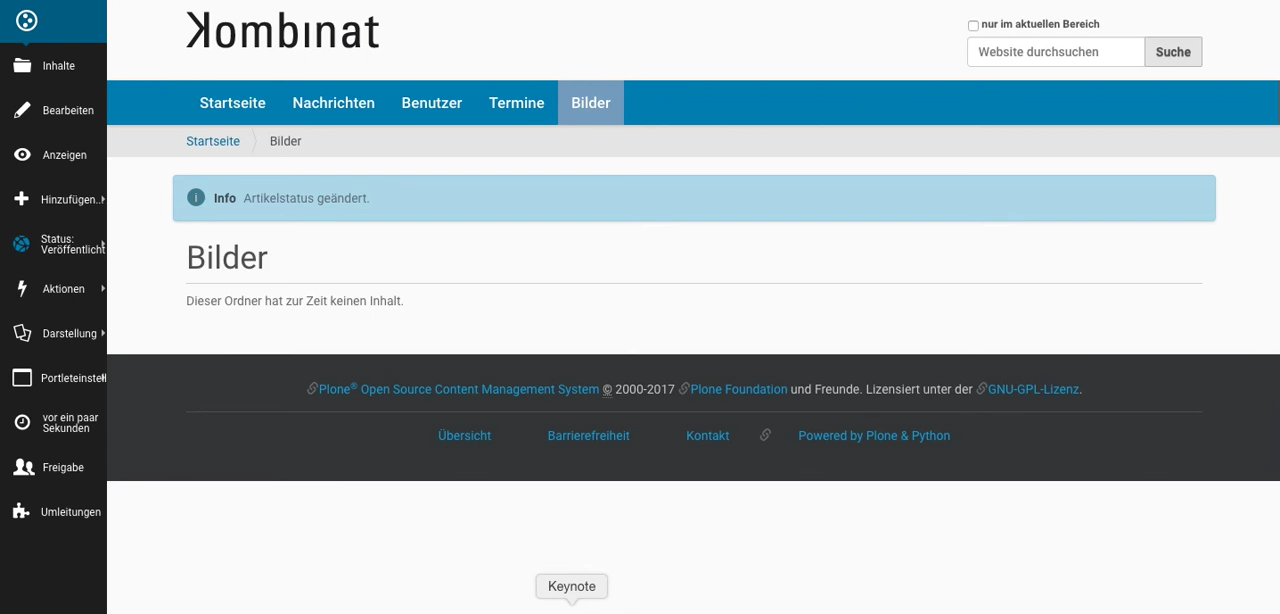 Kombinat
nur im aktuellen Bereich
Website durchsuchen
Suche
Startseite
Nachrichten
Benutzer
Termine
Bilder
Startseite
Bilder
Inhalte
Bearbeiten
Anzeigen
Hinzufügen...
Status:
Veröffentlicht
Aktionen
Darstellung
Portleteinstell
vor ein paar
Sekunden
Freigabe
Umleitungen
Info Artikelstatus geändert.
Bilder
Dieser Ordner hat zur Zeit keinen Inhalt.
Plone® Open Source Content Management System © 2000-2017 Plone Foundation und Freunde. Lizensiert unter der GNU-GPL-Lizenz.
Übersicht
Barrierefreiheit
Kontakt
Powered by Plone & Python
Keynote